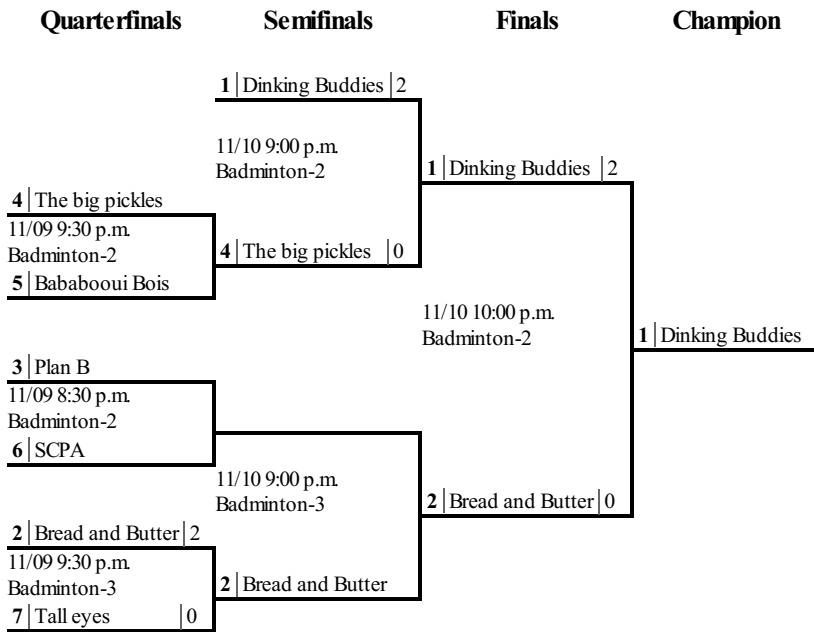 Quarterfinals Semifinals Finals Champion
1 Dinking Buddies 2
11/10 9:00 p.m.
Badminton-2
1 Dinking Buddies 2
4 The big pickles
11/09 9:30 p.m.
Badminton-2
4 The big pickles 0
5 Bababooui Bois
11/10 10:00 p.m.
Badminton-2
1 Dinking Buddies
3 Plan B
11/09 8:30 p.m.
Badminton-2
6 SCPA
11/10 9:00 p.m.
Badminton-3
2 Bread and Butter 0
2 Bread and Butter 2
11/09 9:30 p.m.
Badminton-3
2 Bread and Butter
7 Tall eyes 0